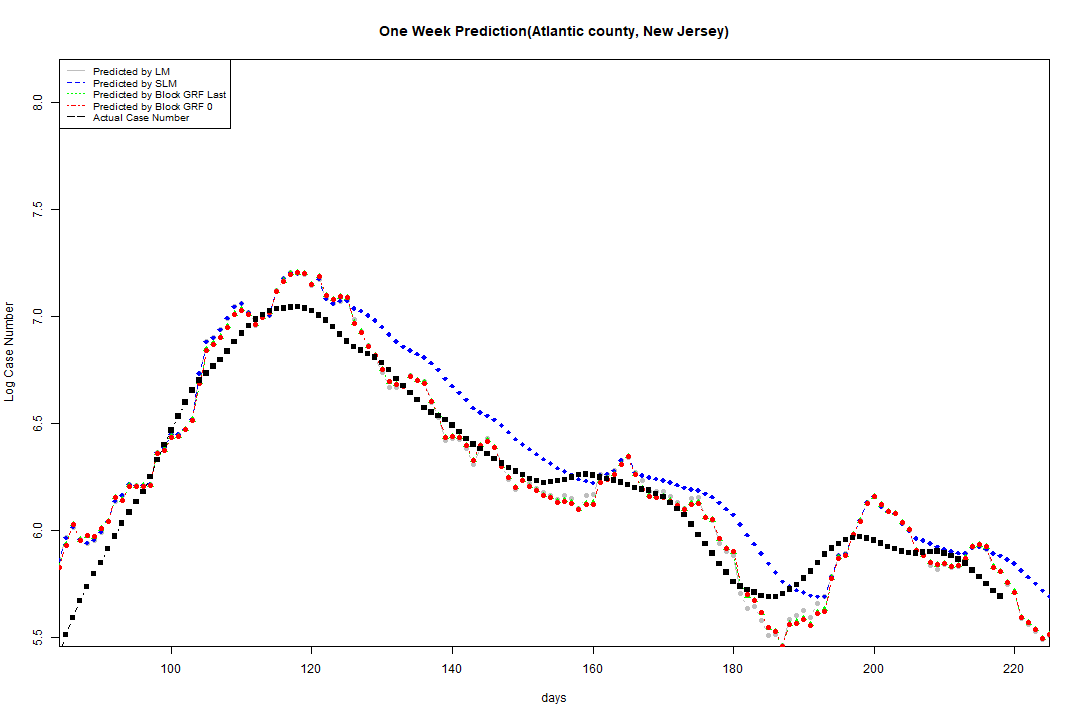 One Week Prediction(Atlantic county, New Jersey)
Predicted by LM
Predicted by SLM
Predicted by Block GRF Last
Predicted by Block GRF 0
Actual Case Number
Log Case Number
8.0
7.5
7.0
6.5
6.0
5.5
100 120 140 160 180 200 220
days